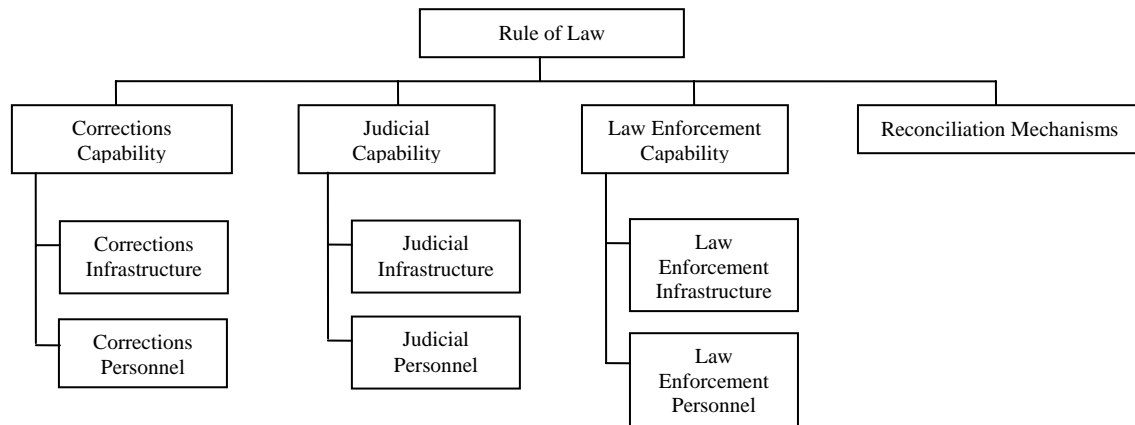 Rule of Law
Corrections
Capability
Judicial
Capability
Law Enforcement
Capability
Reconciliation Mechanisms
Corrections
Infrastructure
Judicial
Infrastructure
Law
Enforcement
Infrastructure
Corrections
Personnel
Judicial
Personnel
Law
Enforcement
Personnel